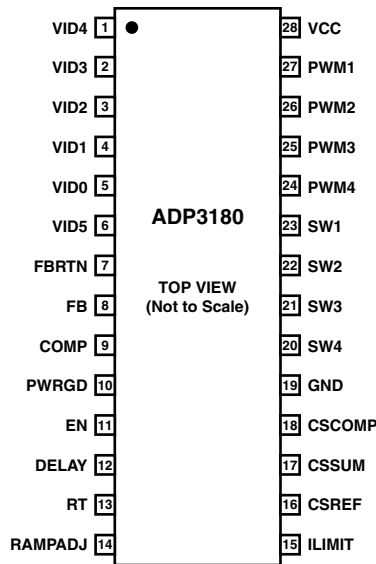 VID4 1 28 VCC
VID3 2 27 PWM1
VID2 3 26 PWM2
VID1 4 25 PWM3
VID0 5 24 PWM4
ADP3180
VID5 6 23 SW1
FBRTN 7 22 SW2
TOP VIEW
(Not to Scale)
FB 8 21 SW3
COMP 9 20 SW4
PWRGD 10 19 GND
EN 11 18 CSCOMP
DELAY 12 17 CSSUM
RT 13 16 CSREF
RAMPADJ 14 15 ILIMIT